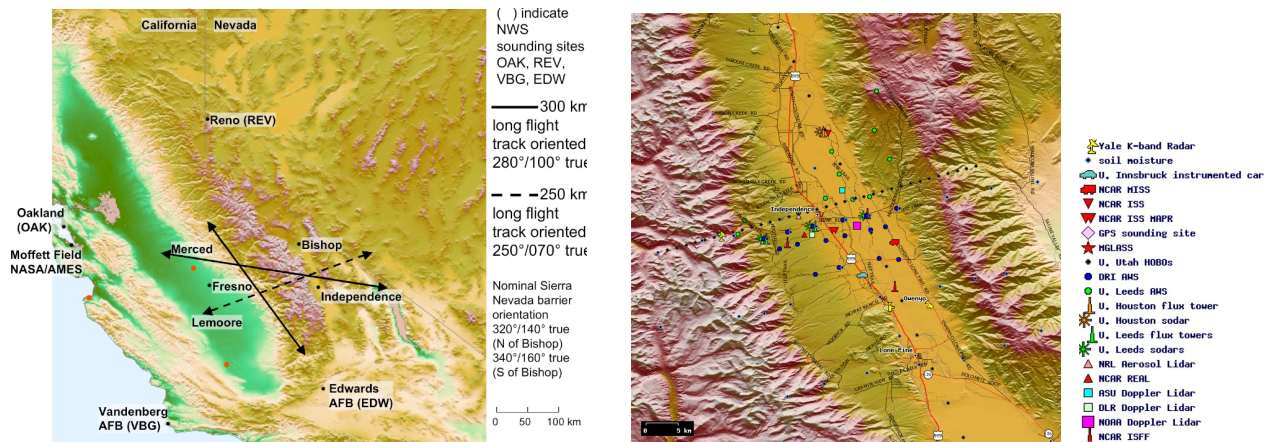 California
Nevada
Reno (REV)
Oakland
(OAK)
Moffett Field
NASA/AMES
Merced
Bishop
Fresno
Independence
Lemoore
Edwards
AFB (EDW)
Vandenberg
AFB (VBG)
( ) indicate
NWS
sounding sites
OAK, REV,
VBG, EDW
300 km
long flight
track oriented
280°/100° true
250 km
long flight
track oriented
250°/070° true
Nominal Sierra
Nevada barrier
orientation
320°/140° true
(N of Bishop)
340°/160° true
(S of Bishop)
0 50 100 km
Independence
Owenyo
Lone Pine
0 5 km
Yale K-band Radar
soil moisture
U. Innsbruck instrumented car
NCAR MISS
NCAR ISS
NCAR ISS MAPR
GPS sounding site
MGLASS
U. Utah HOBOs
DRI AWS
U. Leeds AWS
U. Houston flux tower
U. Houston sodar
U. Leeds flux towers
U. Leeds sodars
NRL Aerosol Lidar
NCAR REAL
ASU Doppler Lidar
DLR Doppler Lidar
NOAA Doppler Lidar
NCAR ISFF